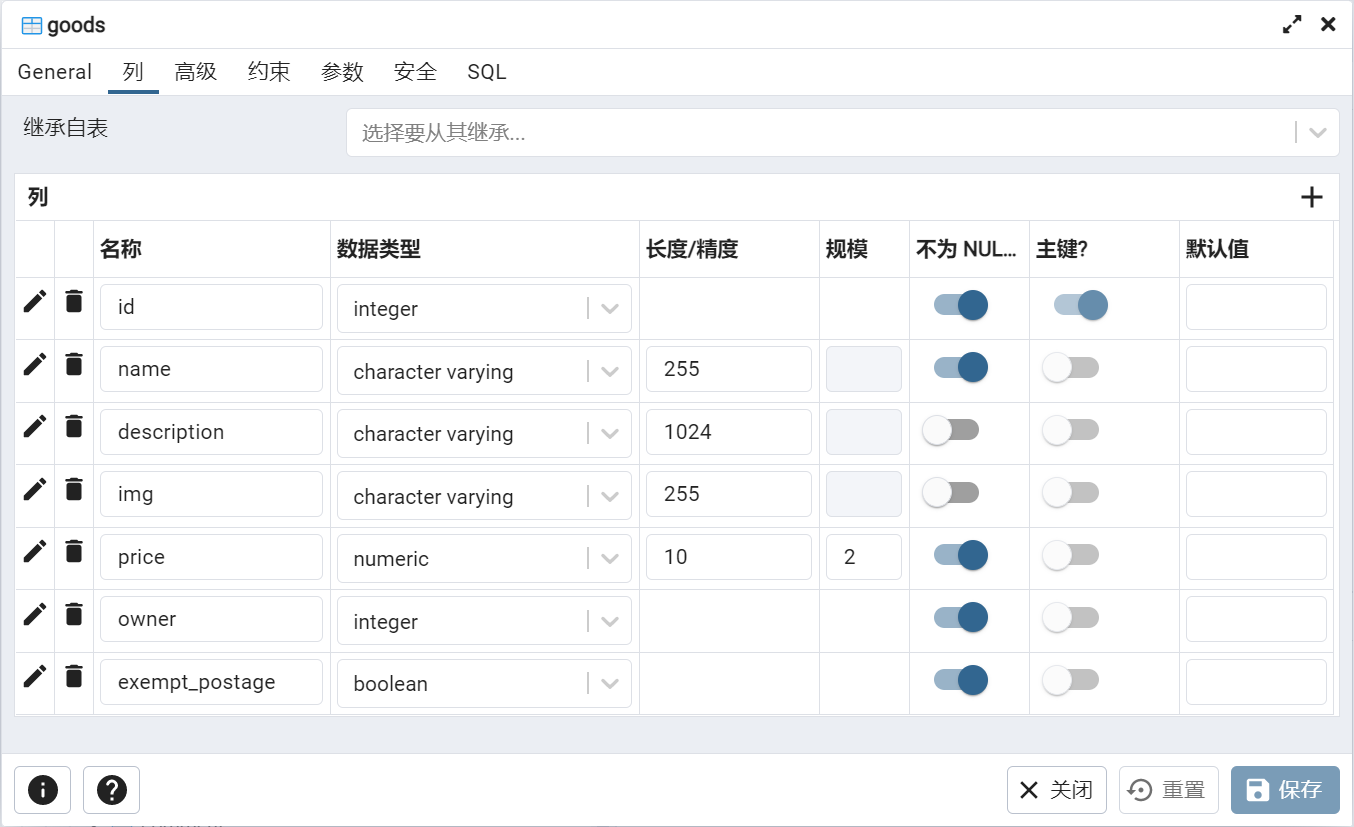 goods
General 列 高级 约束 参数 安全 SQL
继承自表 选择要从其继承...
列
名称 数据类型 长度/精度 规模 不为 NUL... 主键? 默认值
id integer
name character varying 255
description character varying 1024
img character varying 255
price numeric 10 2
owner integer
exempt_postage boolean
关闭 重置 保存